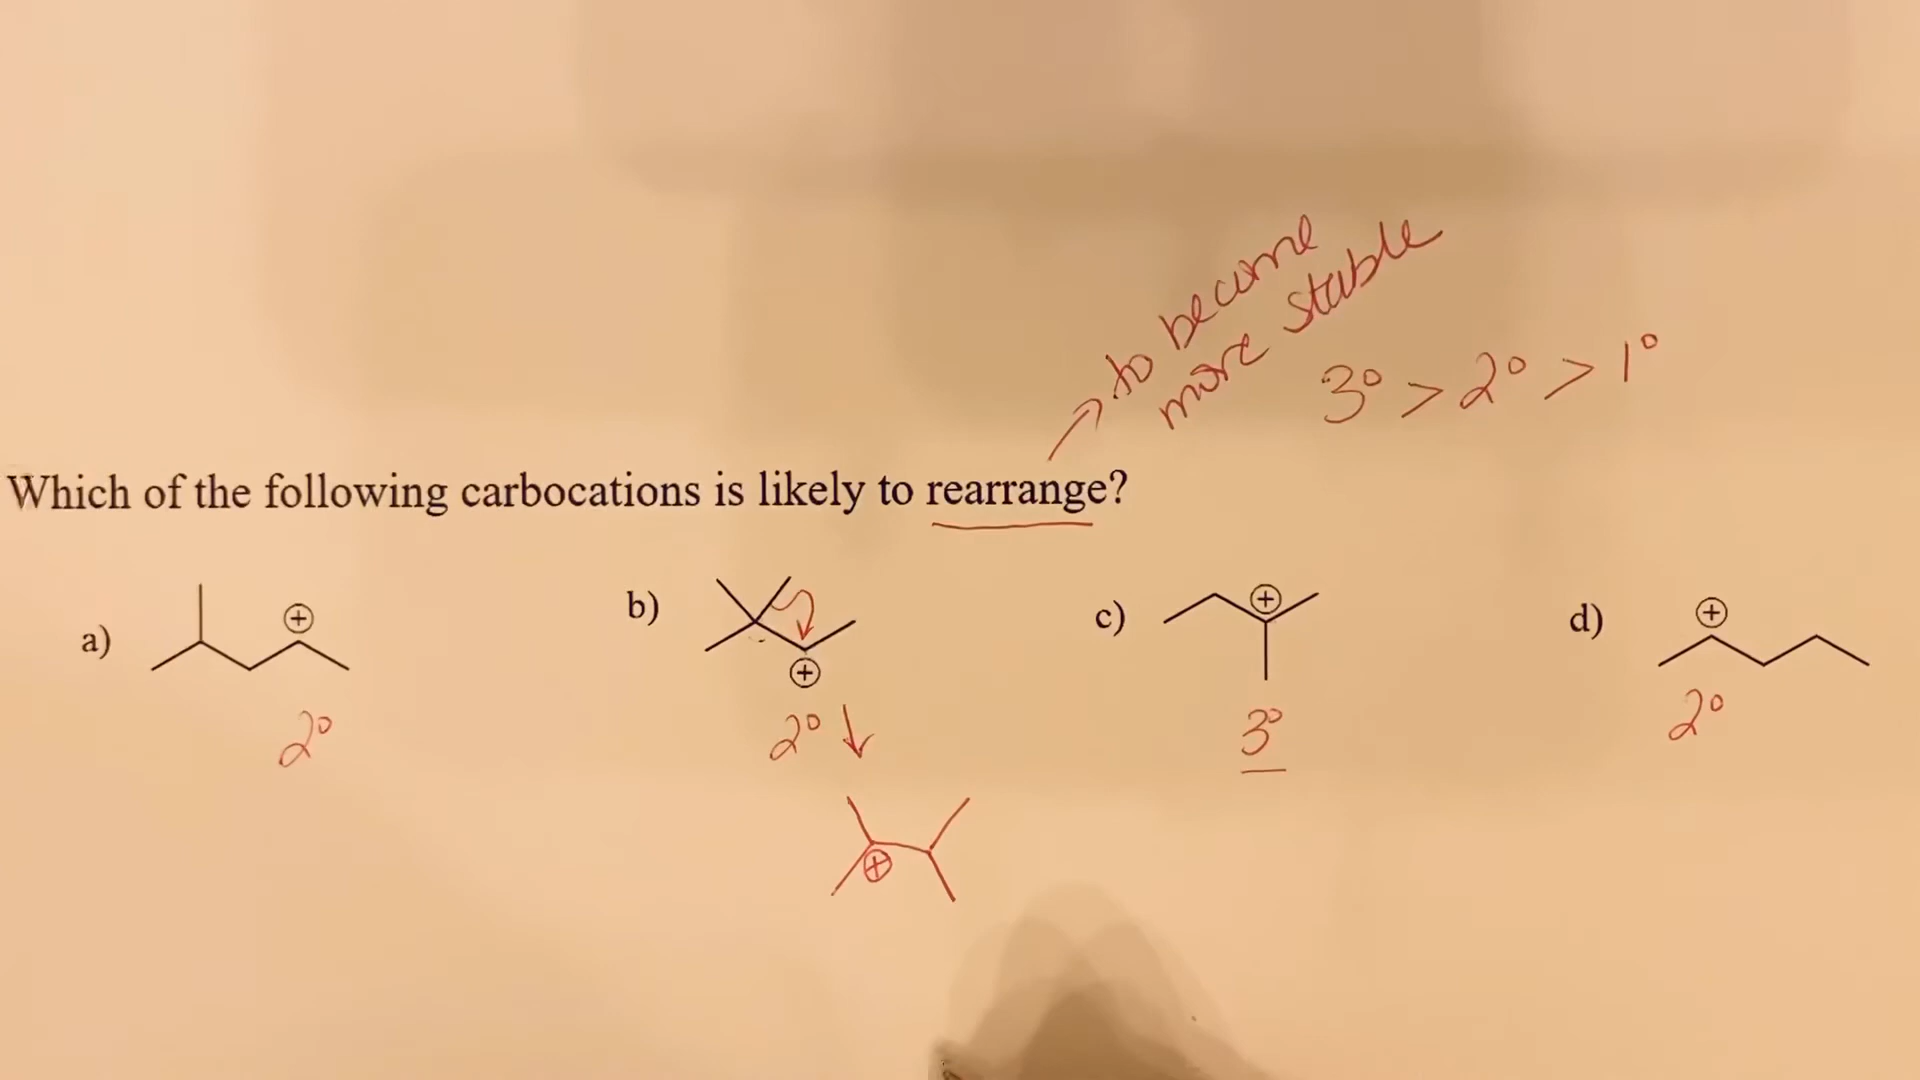 to become
more stable
3° > 2° > 1°
Which of the following carbocations is likely to rearrange?
a) ⊕ b) ⊕ c) ⊕ d) ⊕
2° 2° 3° 2°
⊕